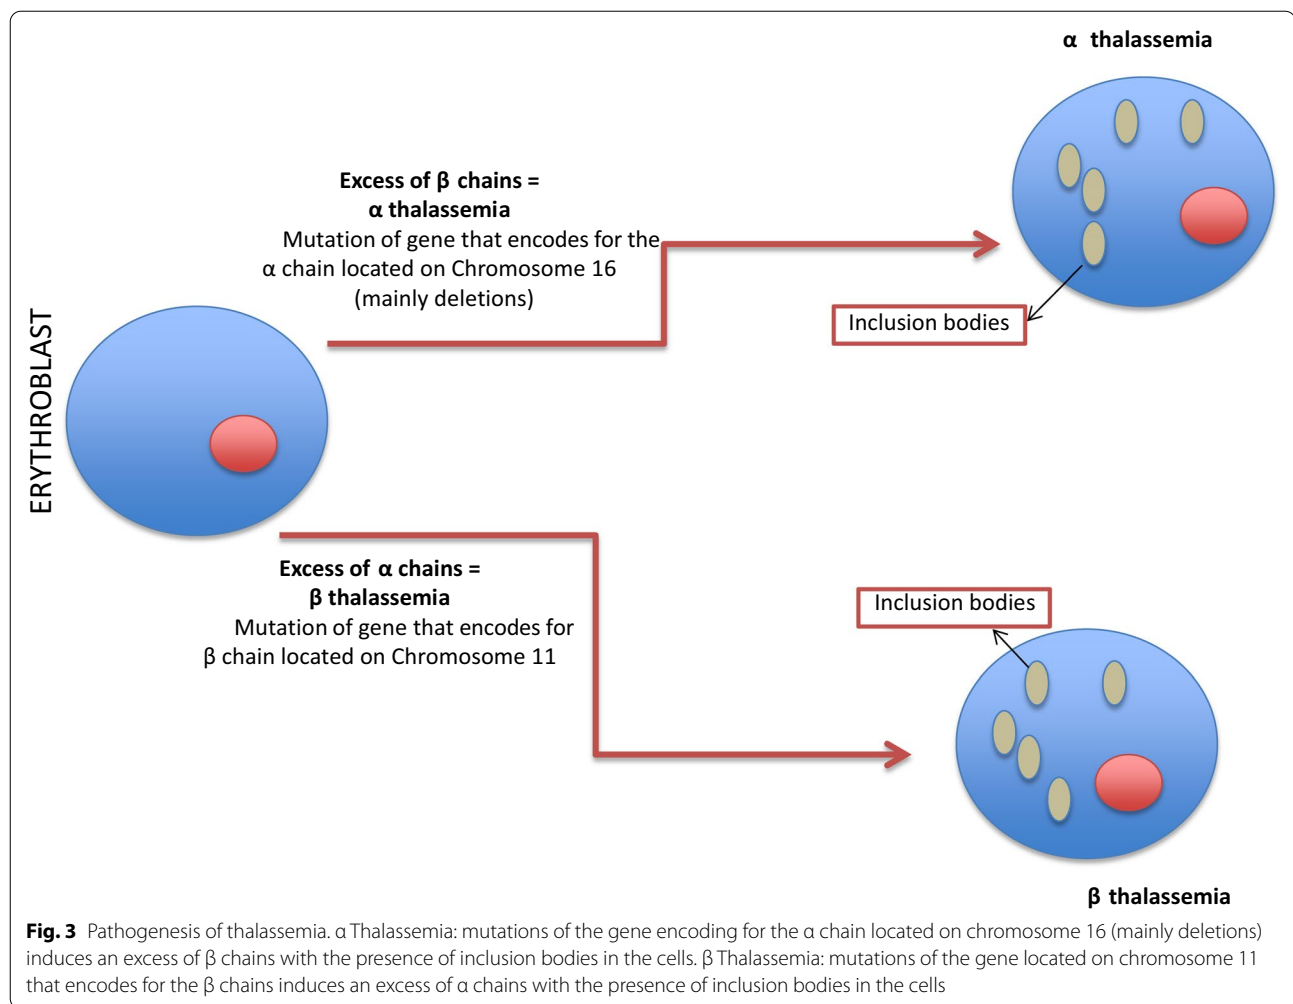 α thalassemia
Excess of β chains =
α thalassemia
Mutation of gene that encodes for the
α chain located on Chromosome 16
(mainly deletions)
Inclusion bodies
ERYTHROBLAST
Excess of α chains =
β thalassemia
Mutation of gene that encodes for
β chain located on Chromosome 11
Inclusion bodies
β thalassemia
Fig. 3 Pathogenesis of thalassemia. α Thalassemia: mutations of the gene encoding for the α chain located on chromosome 16 (mainly deletions)
induces an excess of β chains with the presence of inclusion bodies in the cells. β Thalassemia: mutations of the gene located on chromosome 11
that encodes for the β chains induces an excess of α chains with the presence of inclusion bodies in the cells